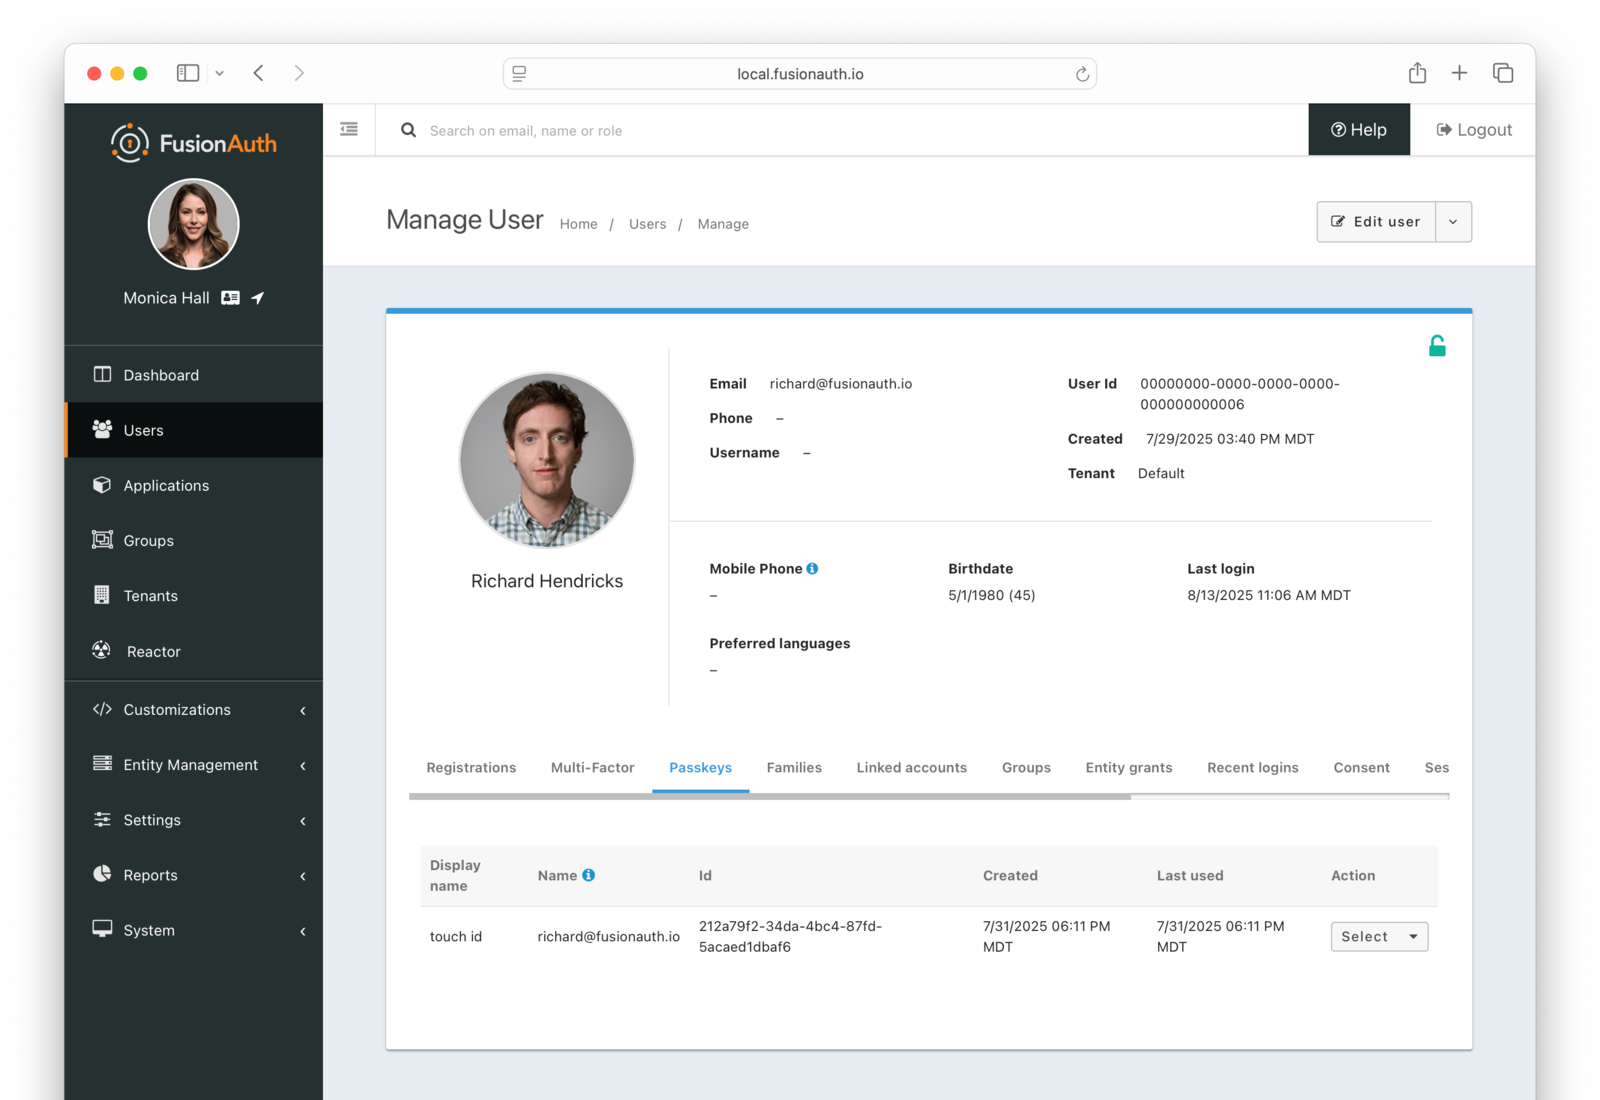 local.fusionauth.io
FusionAuth
Monica Hall
Dashboard
Users
Applications
Groups
Tenants
Reactor
Customizations
Entity Management
Settings
Reports
System
Search on email, name or role
Help
Logout
Manage User
Home / Users / Manage
Edit user
Richard Hendricks
Email richard@fusionauth.io
Phone –
Username –
User Id 00000000-0000-0000-0000-
000000000006
Created 7/29/2025 03:40 PM MDT
Tenant Default
Mobile Phone
–
Birthdate
5/1/1980 (45)
Last login
8/13/2025 11:06 AM MDT
Preferred languages
–
Registrations Multi-Factor Passkeys Families Linked accounts Groups Entity grants Recent logins Consent Ses
Display
name
Name
Id
Created
Last used
Action
touch id
richard@fusionauth.io
212a79f2-34da-4bc4-87fd-
5acaed1dbaf6
7/31/2025 06:11 PM
MDT
7/31/2025 06:11 PM
MDT
Select